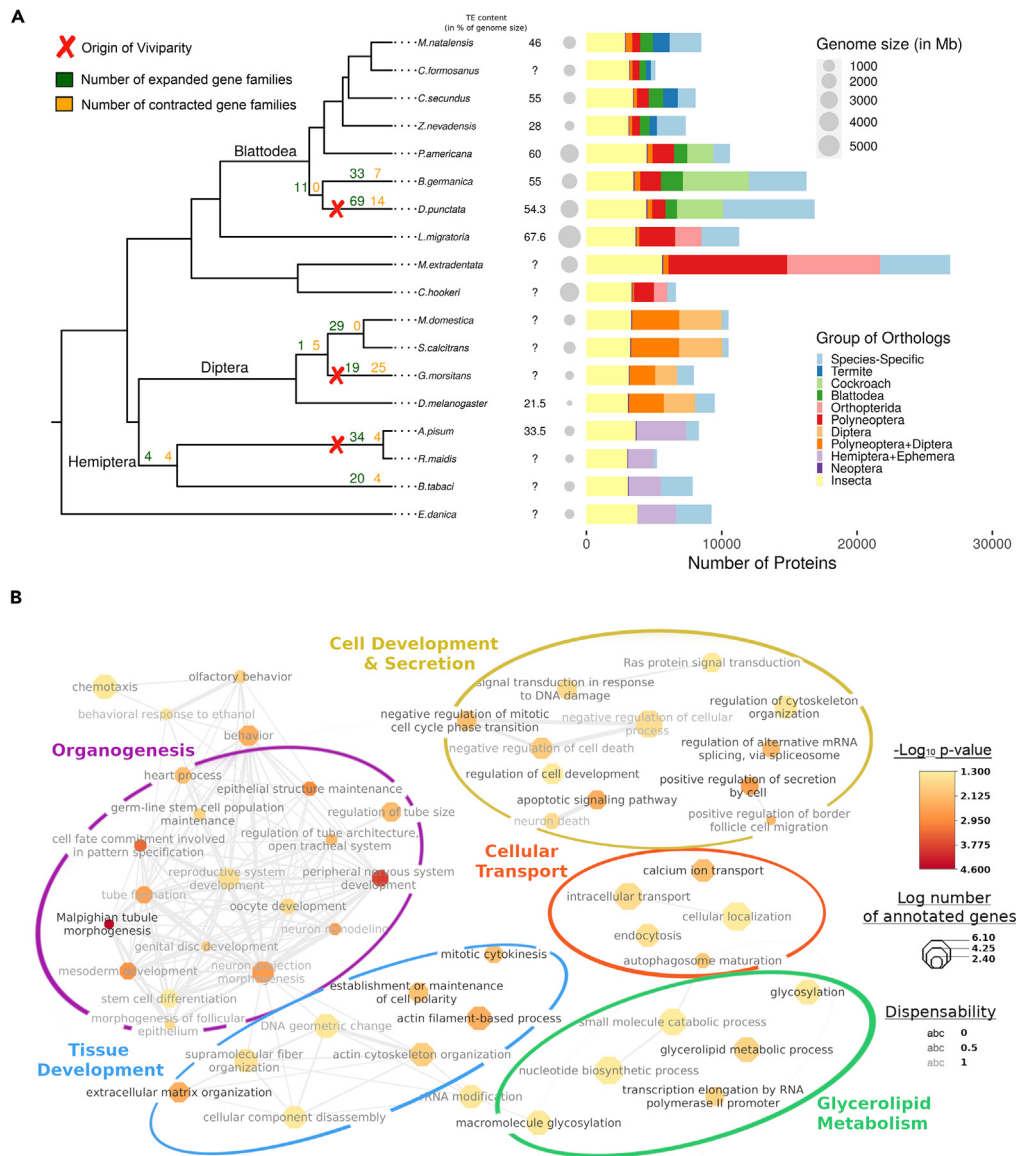 A
TE content
(in % of genome size)
Origin of Viviparity
Number of expanded gene families
Number of contracted gene families
Blattodea
Diptera
Hemiptera
11 0
33 7
69 14
29 0
1 5
19 25
34 4
4 4
20 4
M.natalensis 46
C.formosanus ?
C.secundus 55
Z.nevadensis 28
P.americana 60
B.germanica 55
D.punctata 54.3
L.migratoria 67.6
M.extradentata ?
C.hookeri ?
M.domestica ?
S.calcitrans ?
G.morsitans ?
D.melanogaster 21.5
A.pisum 33.5
R.maidis ?
B.tabaci ?
E.danica ?
Genome size (in Mb)
1000
2000
3000
4000
5000
Group of Orthologs
Species-Specific
Termite
Cockroach
Blattodea
Orthopterida
Polyneoptera
Diptera
Polyneoptera+Diptera
Hemiptera+Ephemera
Neoptera
Insecta
0 10000 20000 30000
Number of Proteins
B
Cell Development
& Secretion
Ras protein signal transduction
signal transduction in response
to DNA damage
regulation of cytoskeleton
organization
negative regulation of mitotic
cell cycle phase transition
negative regulation of cellular
process
negative regulation of cell death
regulation of alternative mRNA
splicing, via spliceosome
regulation of cell development
positive regulation of secretion
by cell
apoptotic signaling pathway
neuron death
positive regulation of border
follicle cell migration
chemotaxis
olfactory behavior
behavioral response to ethanol
behavior
Organogenesis
heart process
epithelial structure maintenance
germ-line stem cell population
maintenance
regulation of tube size
cell fate commitment involved
in pattern specification
regulation of tube architecture,
open tracheal system
reproductive system
development
peripheral nervous system
development
tube formation
oocyte development
Malpighian tubule
morphogenesis
neuron remodeling
genital disc development
mesoderm development
neuron projection
morphogenesis
stem cell differentiation
morphogenesis of follicular
epithelium
Cellular
Transport
calcium ion transport
intracellular transport
cellular localization
endocytosis
autophagosome maturation
Tissue
Development
mitotic cytokinesis
establishment or maintenance
of cell polarity
actin filament-based process
DNA geometric change
supramolecular fiber
organization
actin cytoskeleton organization
extracellular matrix organization
cellular component disassembly
RNA modification
glycosylation
small molecule catabolic process
glycerolipid metabolic process
nucleotide biosynthetic process
transcription elongation by RNA
polymerase II promoter
macromolecule glycosylation
Glycerolipid
Metabolism
-Log₁₀ p-value
1.300
2.125
2.950
3.775
4.600
Log number
of annotated genes
6.10
4.25
2.40
Dispensability
abc 0
abc 0.5
abc 1